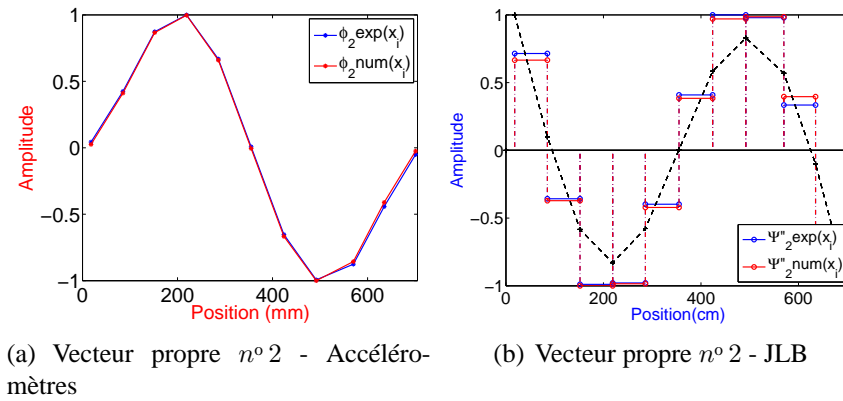 1
0.5
0
−0.5
−1
0
200
400
600
Amplitude
Position (mm)
ϕ2exp(xi)
ϕ2num(xi)
1
0.5
0
−0.5
−1
0
200
400
600
Amplitude
Position(cm)
Ψ"2exp(xi)
Ψ"2num(xi)
(a) Vecteur propre nº 2 - Accéléro-
mètres
(b) Vecteur propre nº 2 - JLB